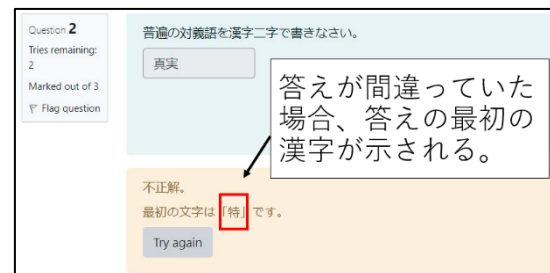 Question 2
Tries remaining:
2
Marked out of 3
Flag question
普遍の対義語を漢字二字で書きなさい。
真実
答えが間違っていた
場合、答えの最初の
漢字が示される。
不正解。
最初の文字は「特」です。
Try again